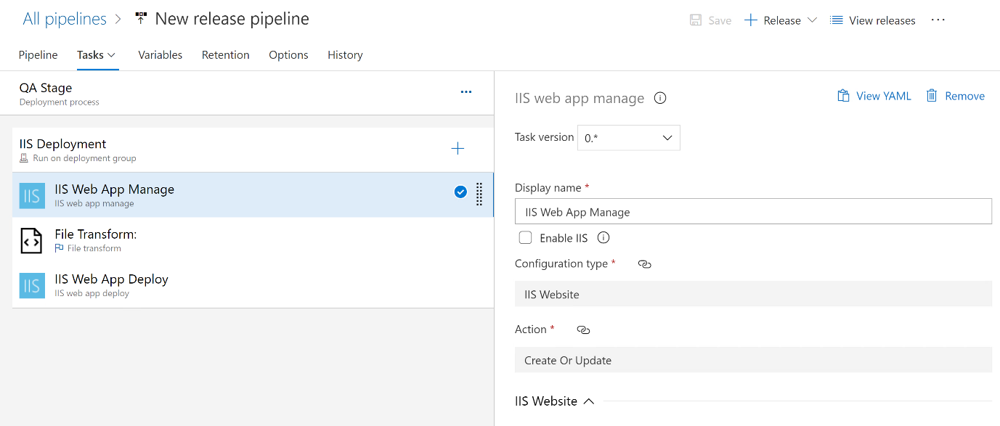 All pipelines > New release pipeline
Save
Release
View releases
...
Pipeline
Tasks
Variables
Retention
Options
History
QA Stage
Deployment process
IIS Deployment
Run on deployment group
IIS
IIS Web App Manage
IIS web app manage
File Transform:
File transform
IIS
IIS Web App Deploy
IIS web app deploy
IIS web app manage
View YAML
Remove
Task version
0.*
Display name *
IIS Web App Manage
Enable IIS
Configuration type *
IIS Website
Action *
Create Or Update
IIS Website